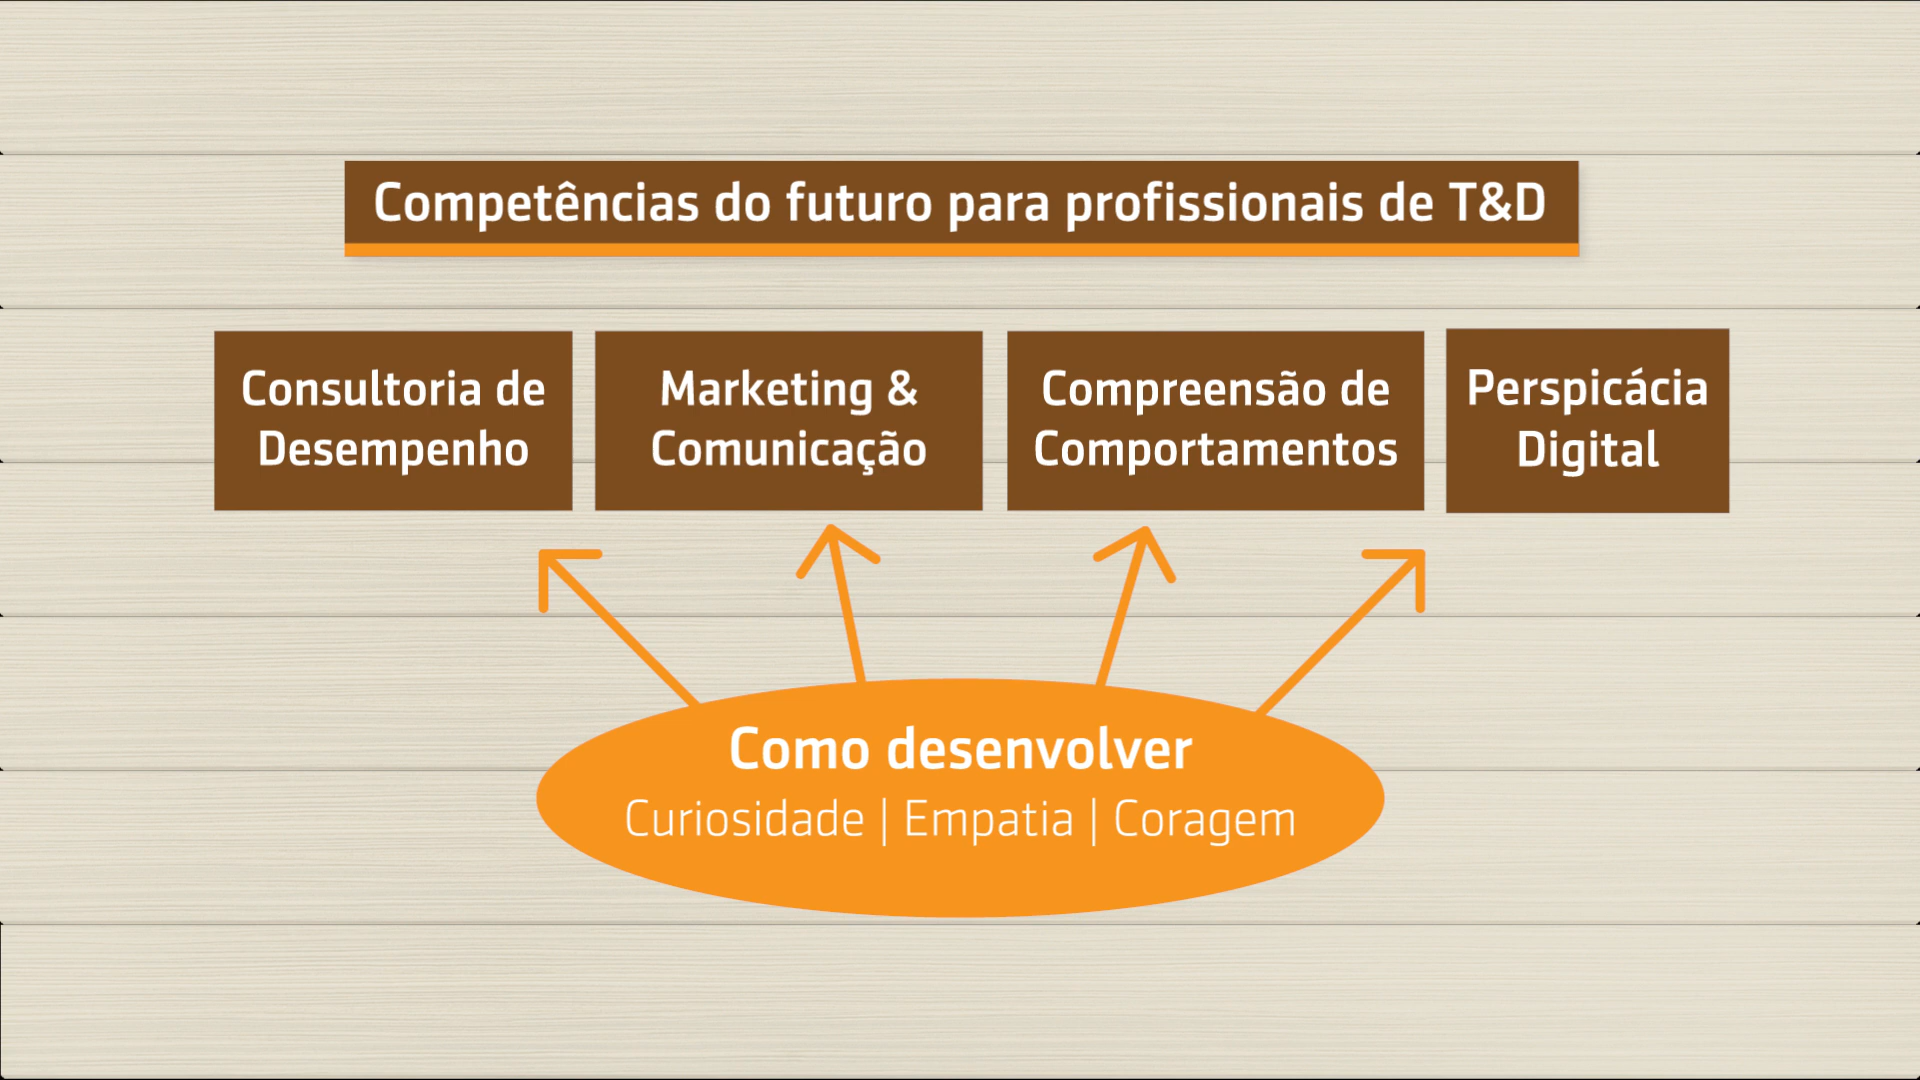 Competências do futuro para profissionais de T&D
Consultoria de
Desempenho
Marketing &
Comunicação
Compreensão de
Comportamentos
Perspicácia
Digital
Como desenvolver
Curiosidade | Empatia | Coragem